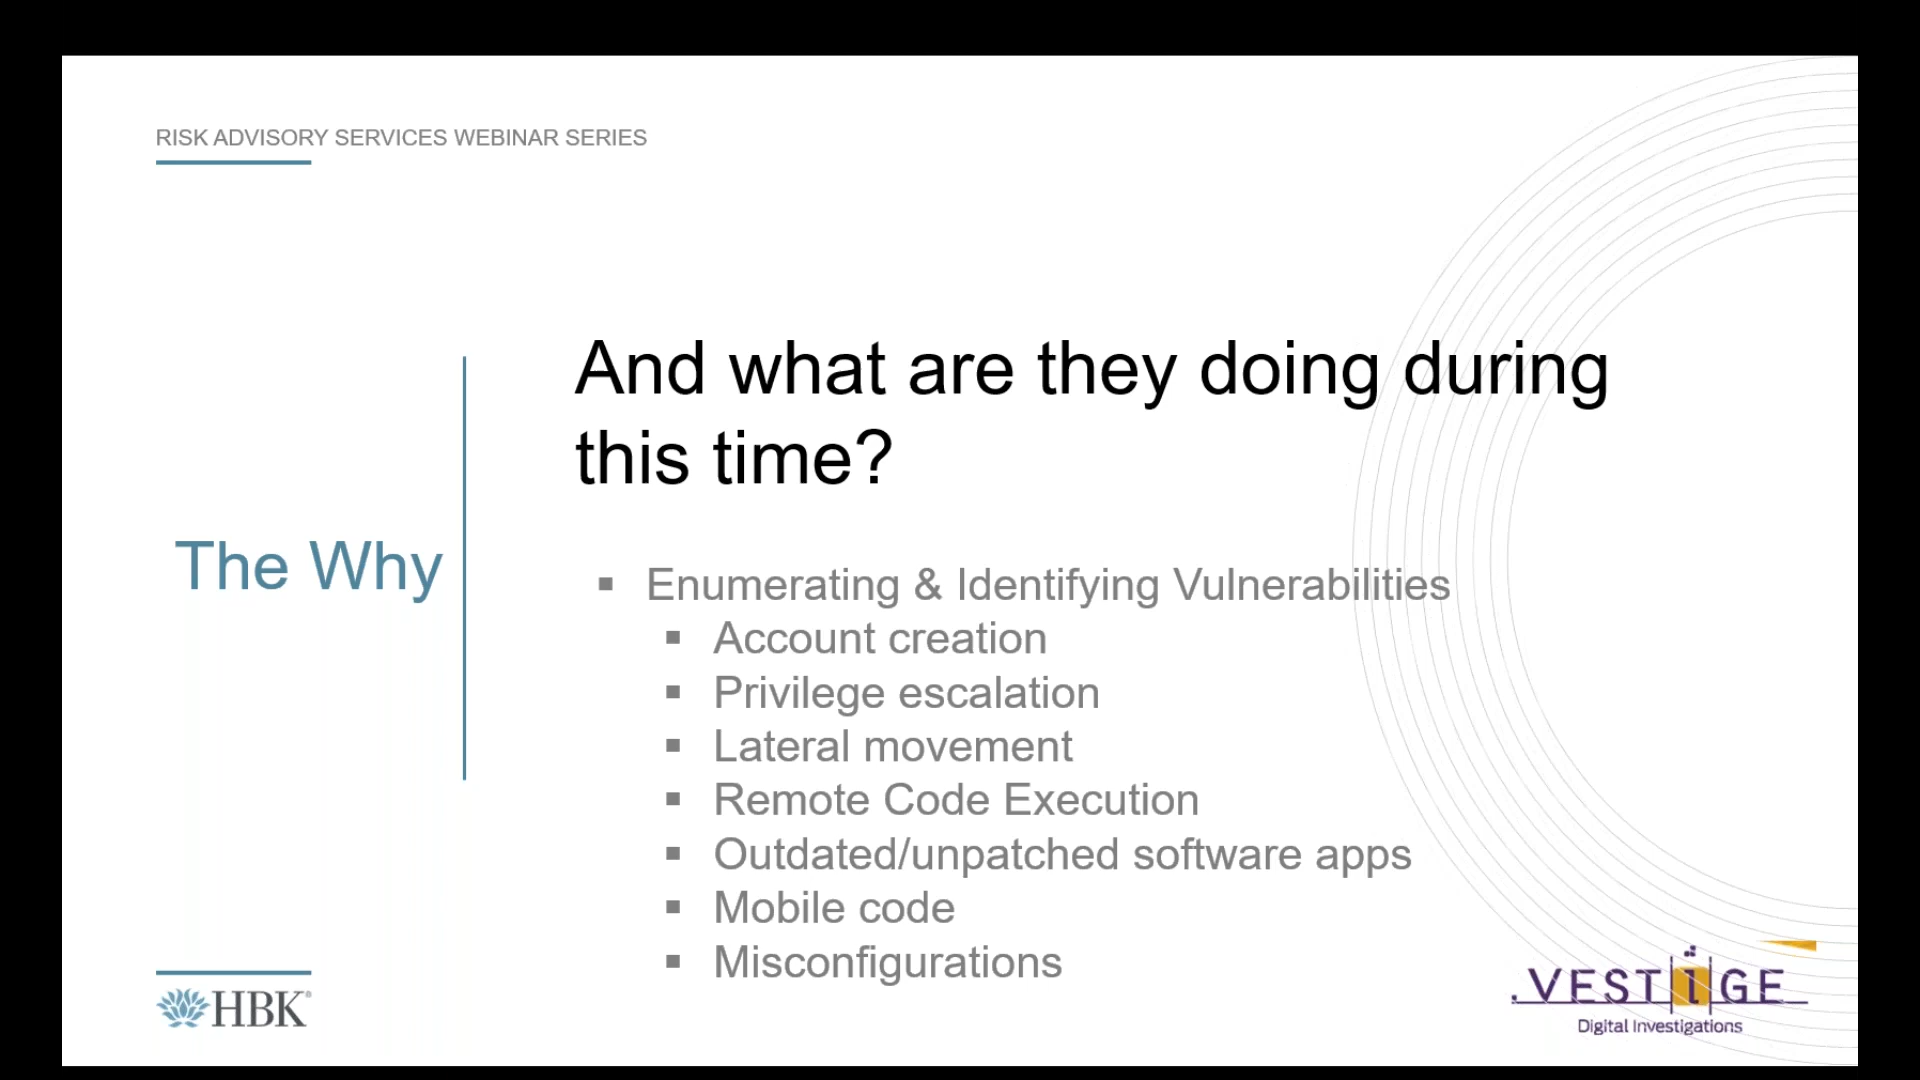 RISK ADVISORY SERVICES WEBINAR SERIES
And what are they doing during
this time?
The Why
▪ Enumerating & Identifying Vulnerabilities
▪ Account creation
▪ Privilege escalation
▪ Lateral movement
▪ Remote Code Execution
▪ Outdated/unpatched software apps
▪ Mobile code
▪ Misconfigurations
HBK®
VESTIGE
Digital Investigations